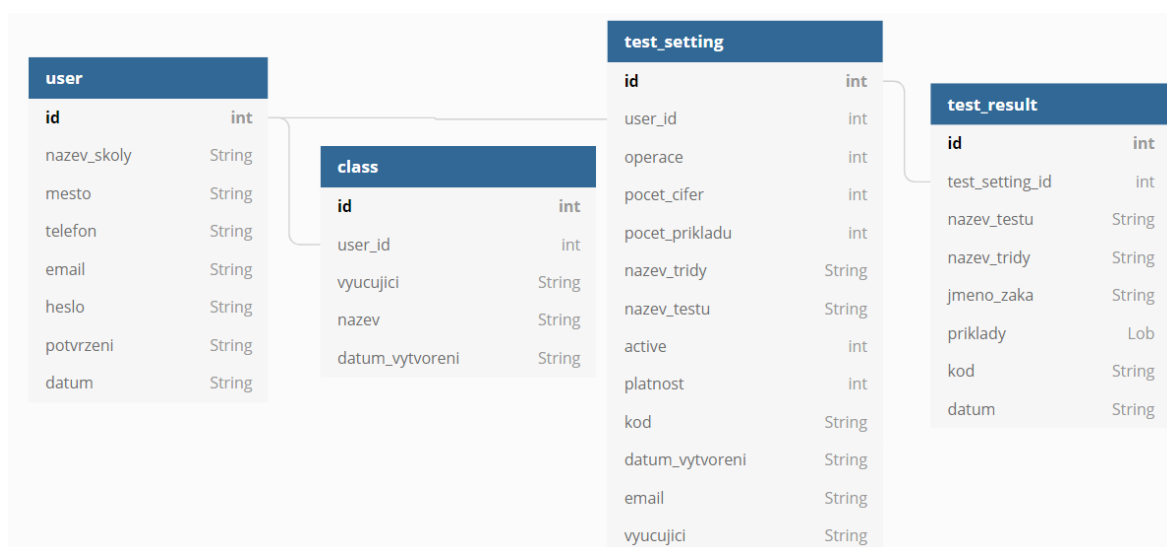 user
id int
nazev_skoly String
mesto String
telefon String
email String
heslo String
potvrzeni String
datum String
class
id int
user_id int
vyucujici String
nazev String
datum_vytvoreni String
test_setting
id int
user_id int
operace int
pocet_cifer int
pocet_prikladu int
nazev_tridy String
nazev_testu String
active int
platnost int
kod String
datum_vytvoreni String
email String
vyucujici String
test_result
id int
test_setting_id int
nazev_testu String
nazev_tridy String
jmeno_zaka String
priklady Lob
kod String
datum String